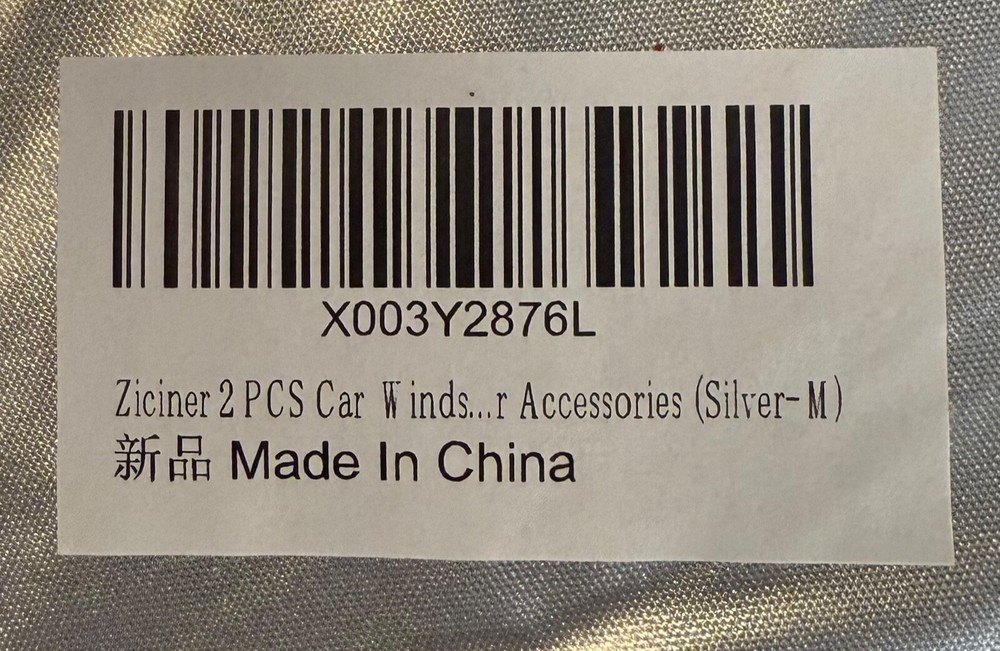 X003Y2876L
Ziciner 2 PCS Car Winds...r Accessories (Silver-M)
新品 Made In China